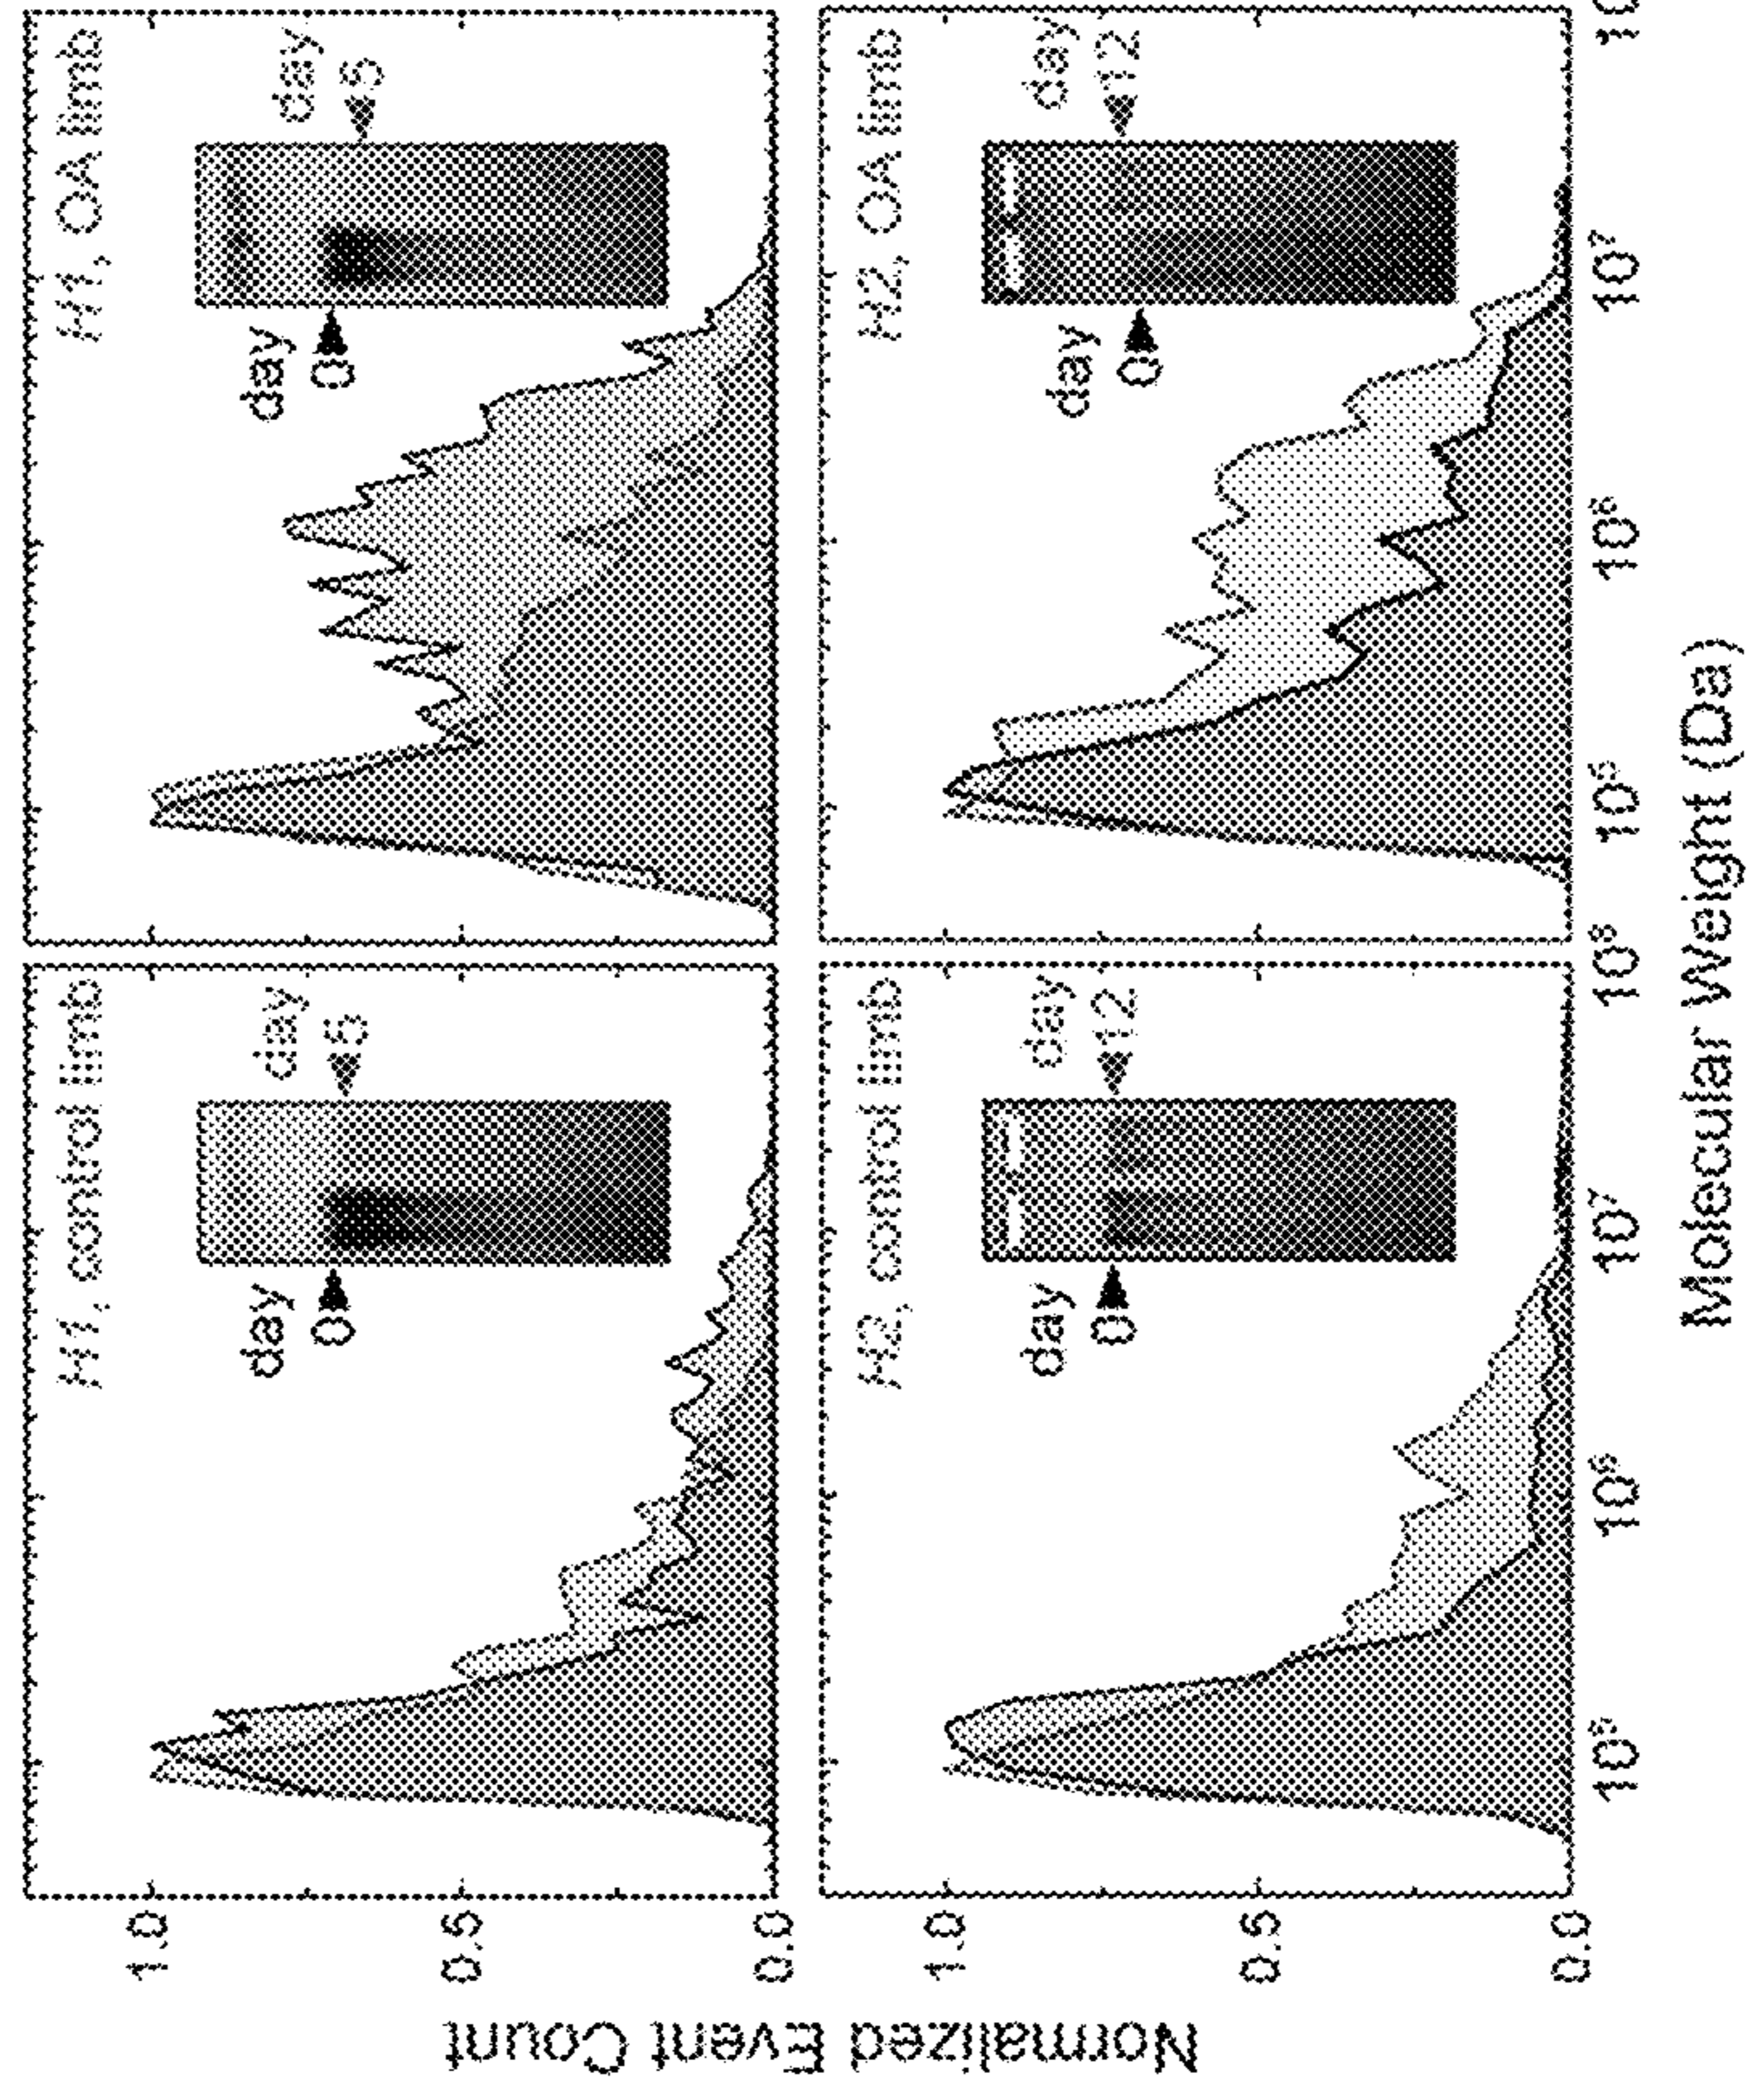 H1, control limb
day
0
day
5
H1, OA limb
day
0
day
5
1.0
0.5
0.0
H2, control limb
day
0
day
12
H2, OA limb
day
0
day
12
1.0
0.5
0.0
10⁵
10⁶
10⁷
10⁸
10⁵
10⁶
10⁷
Normalized Event Count
Molecular Weight (Da)